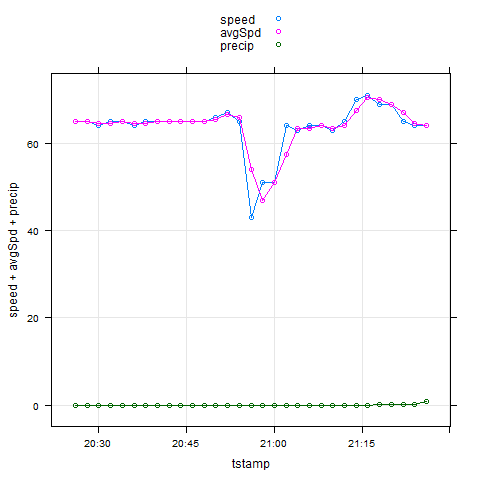 speed
avgSpd
precip
speed + avgSpd + precip
60
40
20
0
20:30 20:45 21:00 21:15
tstamp